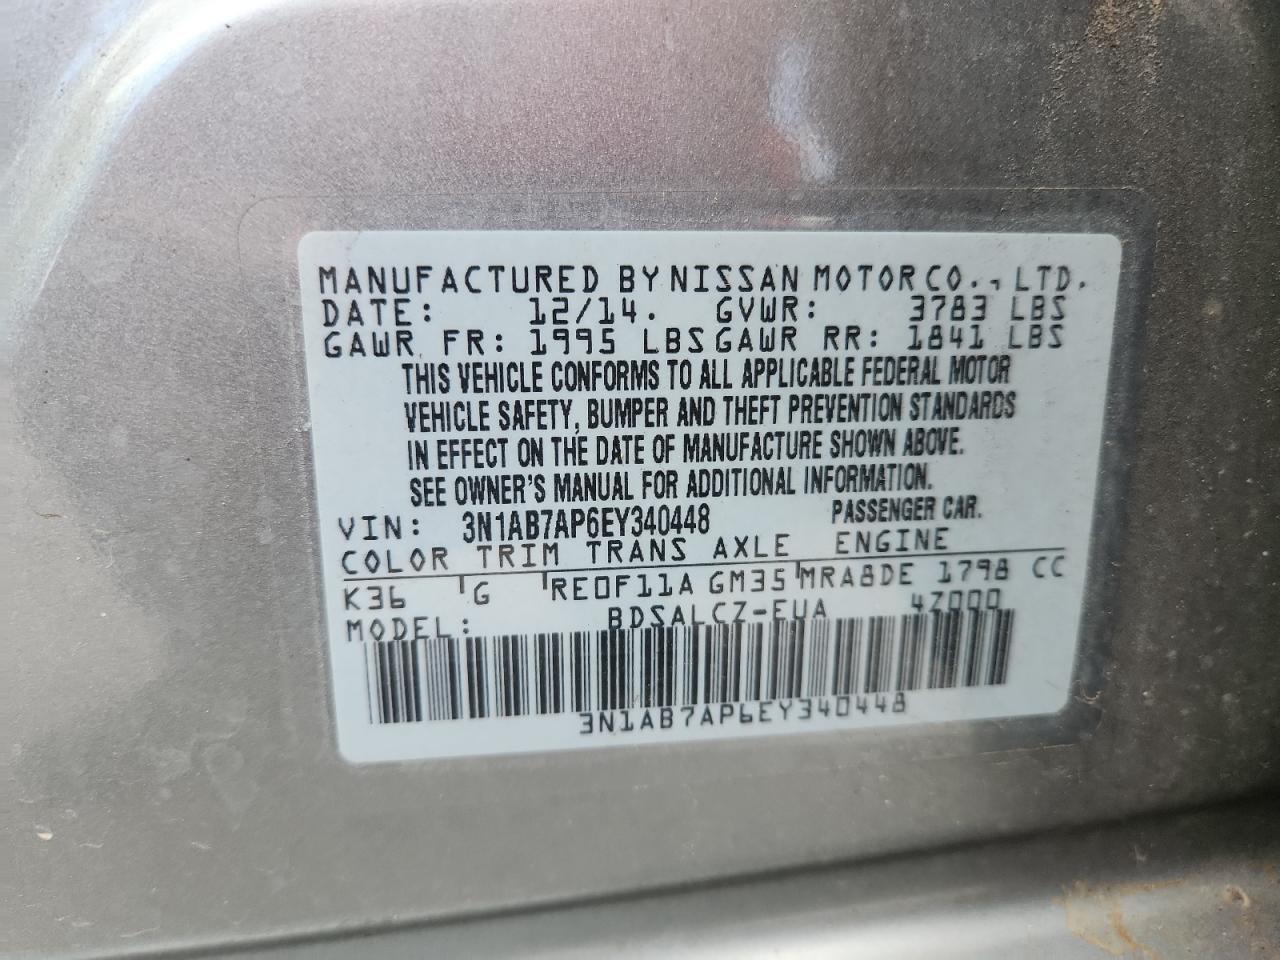 MANUFACTURED BY NISSAN MOTOR CO., LTD.
DATE: 12/14. GVWR: 3783 LBS
GAWR FR: 1995 LBS GAWR RR: 1841 LBS
THIS VEHICLE CONFORMS TO ALL APPLICABLE FEDERAL MOTOR
VEHICLE SAFETY, BUMPER AND THEFT PREVENTION STANDARDS
IN EFFECT ON THE DATE OF MANUFACTURE SHOWN ABOVE.
SEE OWNER'S MANUAL FOR ADDITIONAL INFORMATION.
VIN: 3N1AB7AP6EY340448 PASSENGER CAR.
COLOR TRIM TRANS AXLE ENGINE
K36 G RE0F11A GM35 MRA8DE 1798 CC
MODEL: BDSALCZ-EUA 4Z000
3N1AB7AP6EY340448